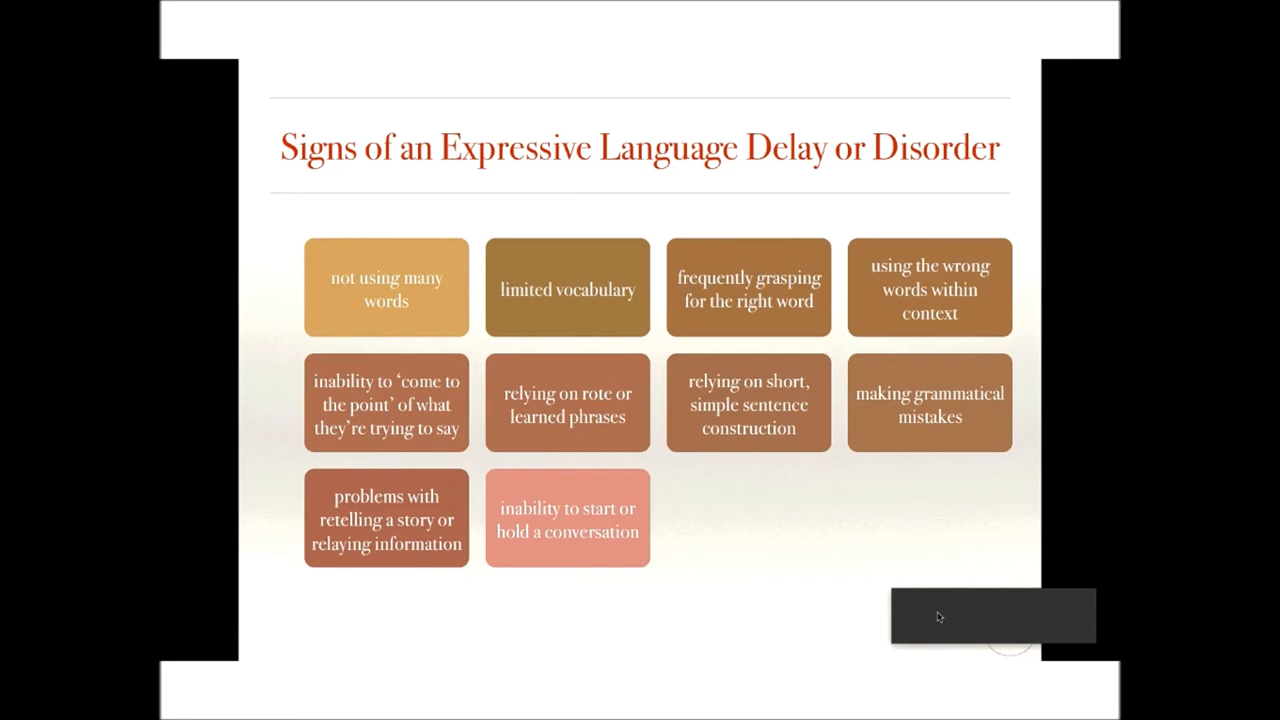 Signs of an Expressive Language Delay or Disorder
not using many
words
limited vocabulary
frequently grasping
for the right word
using the wrong
words within
context
inability to ‘come to
the point’ of what
they’re trying to say
relying on rote or
learned phrases
relying on short,
simple sentence
construction
making grammatical
mistakes
problems with
retelling a story or
relaying information
inability to start or
hold a conversation